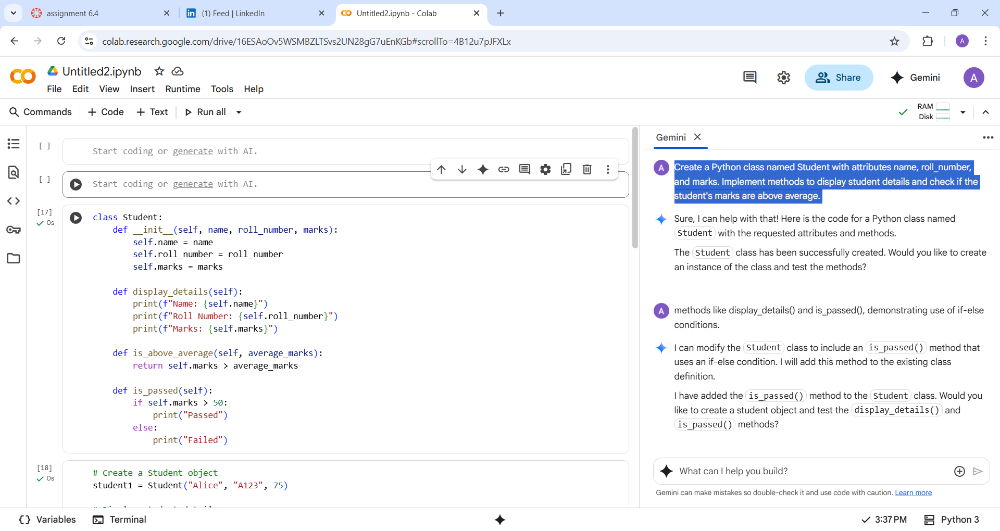 assignment 6.4
(1) Feed | LinkedIn
Untitled2.ipynb - Colab
colab.research.google.com/drive/16ESAoOv5WSMBZLTSvs2UN28gG7uEnKGb#scrollTo=4B12u7pJFXLx
A
Untitled2.ipynb
File Edit View Insert Runtime Tools Help
Share
Gemini
A
Commands + Code + Text Run all
RAM
Disk
[ ]
Start coding or generate with AI.
[ ]
Start coding or generate with AI.
[17]
0s
class Student:
    def __init__(self, name, roll_number, marks):
        self.name = name
        self.roll_number = roll_number
        self.marks = marks

    def display_details(self):
        print(f"Name: {self.name}")
        print(f"Roll Number: {self.roll_number}")
        print(f"Marks: {self.marks}")

    def is_above_average(self, average_marks):
        return self.marks > average_marks

    def is_passed(self):
        if self.marks > 50:
            print("Passed")
        else:
            print("Failed")
[18]
0s
# Create a Student object
student1 = Student("Alice", "A123", 75)
Gemini
A
Create a Python class named Student with attributes name, roll_number,
and marks. Implement methods to display student details and check if the
student's marks are above average.
Sure, I can help with that! Here is the code for a Python class named
Student with the requested attributes and methods.
The Student class has been successfully created. Would you like to create
an instance of the class and test the methods?
A
methods like display_details() and is_passed(), demonstrating use of if-else
conditions.
I can modify the Student class to include an is_passed() method that
uses an if-else condition. I will add this method to the existing class
definition.
I have added the is_passed() method to the Student class. Would you
like to create a student object and test the display_details() and
is_passed() methods?
What can I help you build?
Gemini can make mistakes so double-check it and use code with caution. Learn more
Variables
Terminal
3:37 PM
Python 3